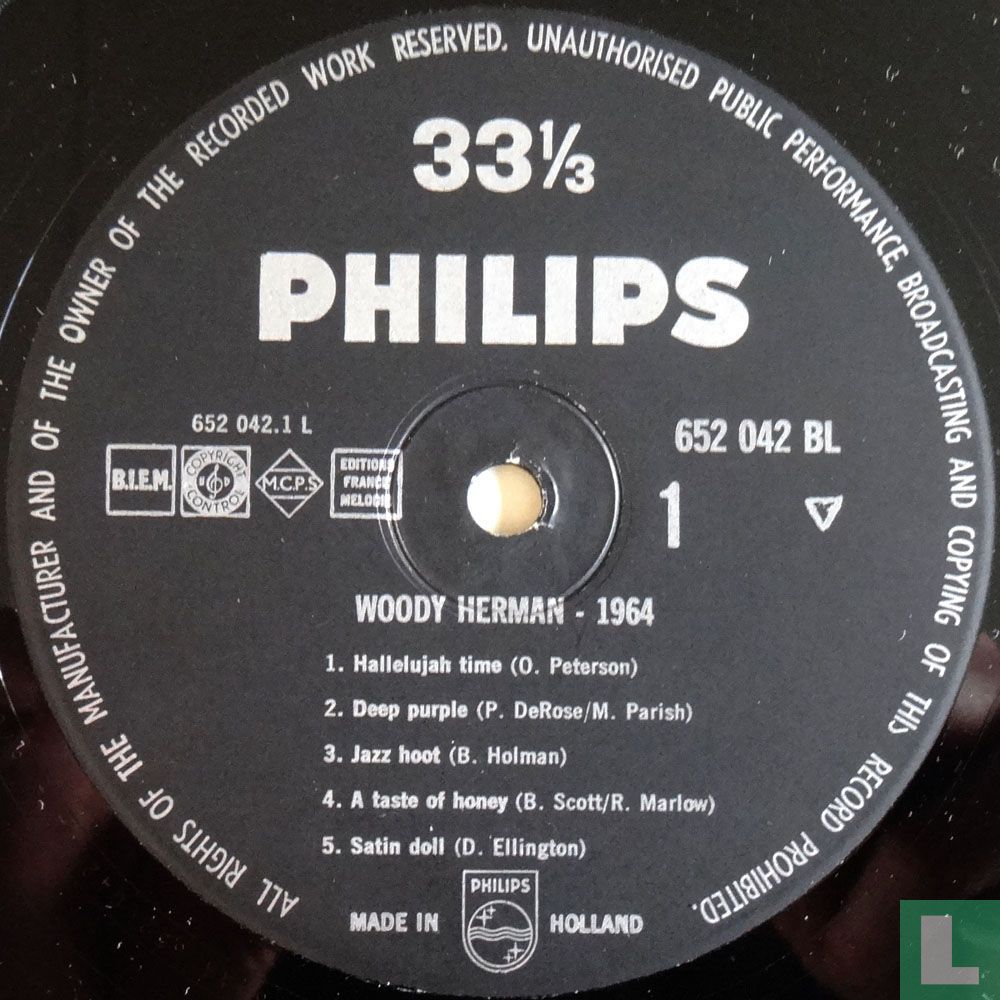 ALL RIGHTS OF THE MANUFACTURER AND OF THE OWNER OF THE RECORDED WORK RESERVED. UNAUTHORISED PUBLIC PERFORMANCE, BROADCASTING AND COPYING OF THIS RECORD PROHIBITED.
33⅓
PHILIPS
652 042.1 L
652 042 BL
B.I.E.M.
COPYRIGHT CONTROL
M.C.P.S
EDITIONS
FRANCE
MELODIE
1
WOODY HERMAN - 1964
1. Hallelujah time (O. Peterson)
2. Deep purple (P. DeRose/M. Parish)
3. Jazz hoot (B. Holman)
4. A taste of honey (B. Scott/R. Marlow)
5. Satin doll (D. Ellington)
PHILIPS
MADE IN HOLLAND
L